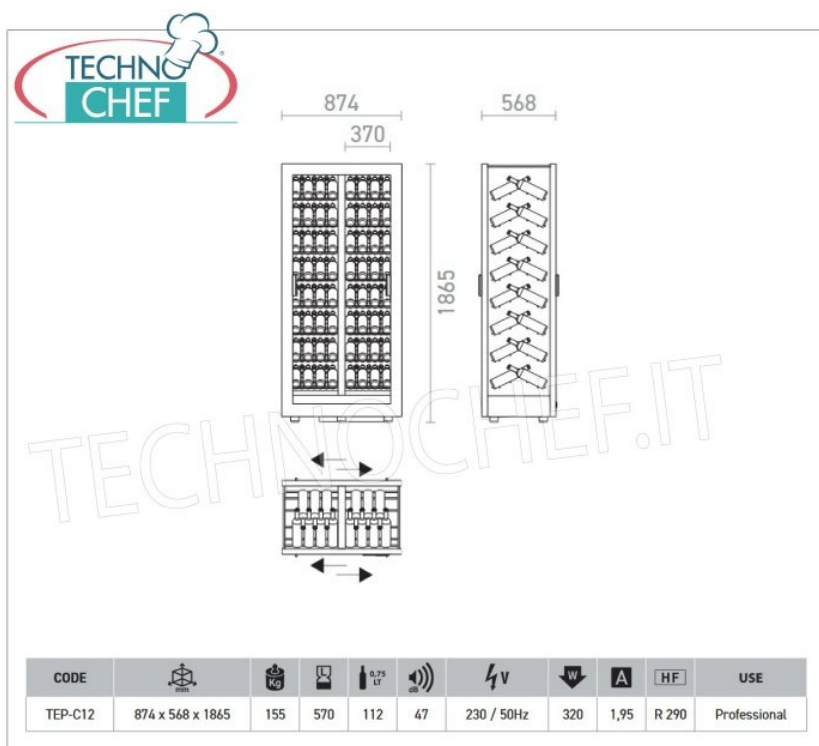 TECHNO
CHEF
®
874
568
370
1865
TECHNOCHEF.IT
CODE mm Kg L 0,75 LT dB V W A HF USE
TEP-C12 874 x 568 x 1865 155 570 112 47 230 / 50Hz 320 1,95 R 290 Professional